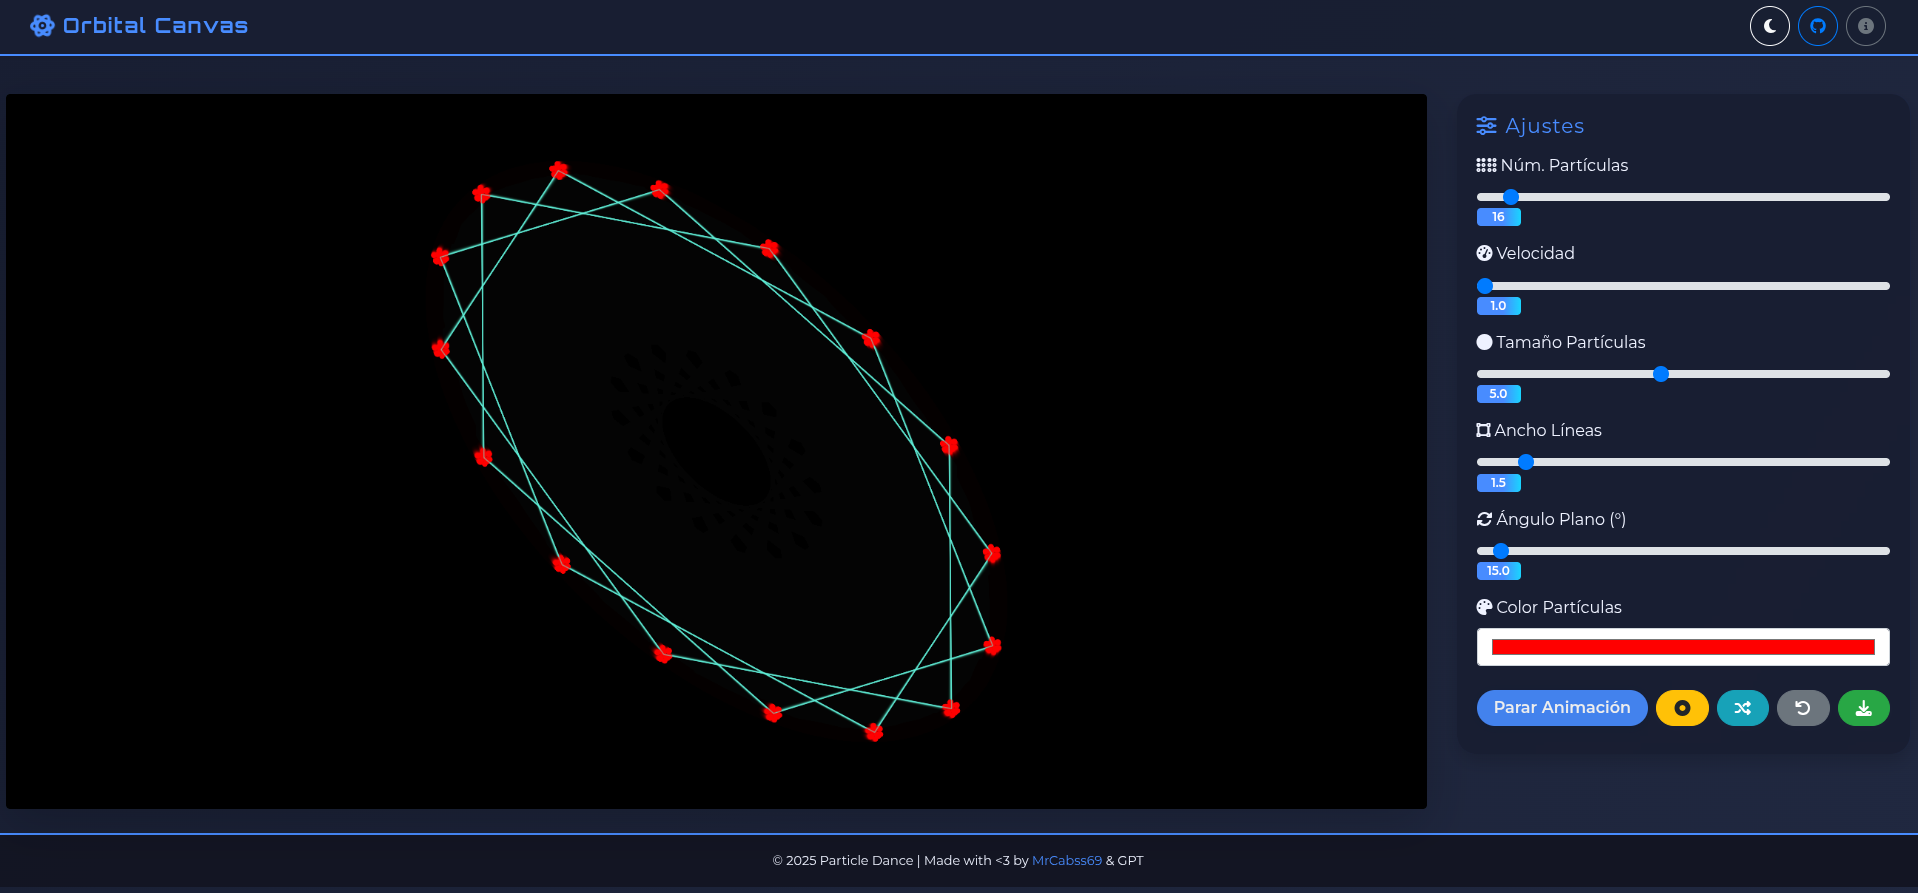 Orbital Canvas
Ajustes
Núm. Partículas
16
Velocidad
1.0
Tamaño Partículas
5.0
Ancho Líneas
1.5
Ángulo Plano (°)
15.0
Color Partículas
Parar Animación
© 2025 Particle Dance | Made with <3 by MrCabss69 & GPT